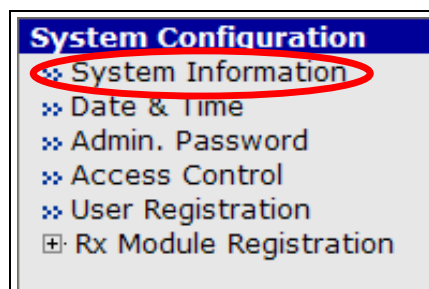 System Configuration
System Information
Date & Time
Admin. Password
Access Control
User Registration
Rx Module Registration